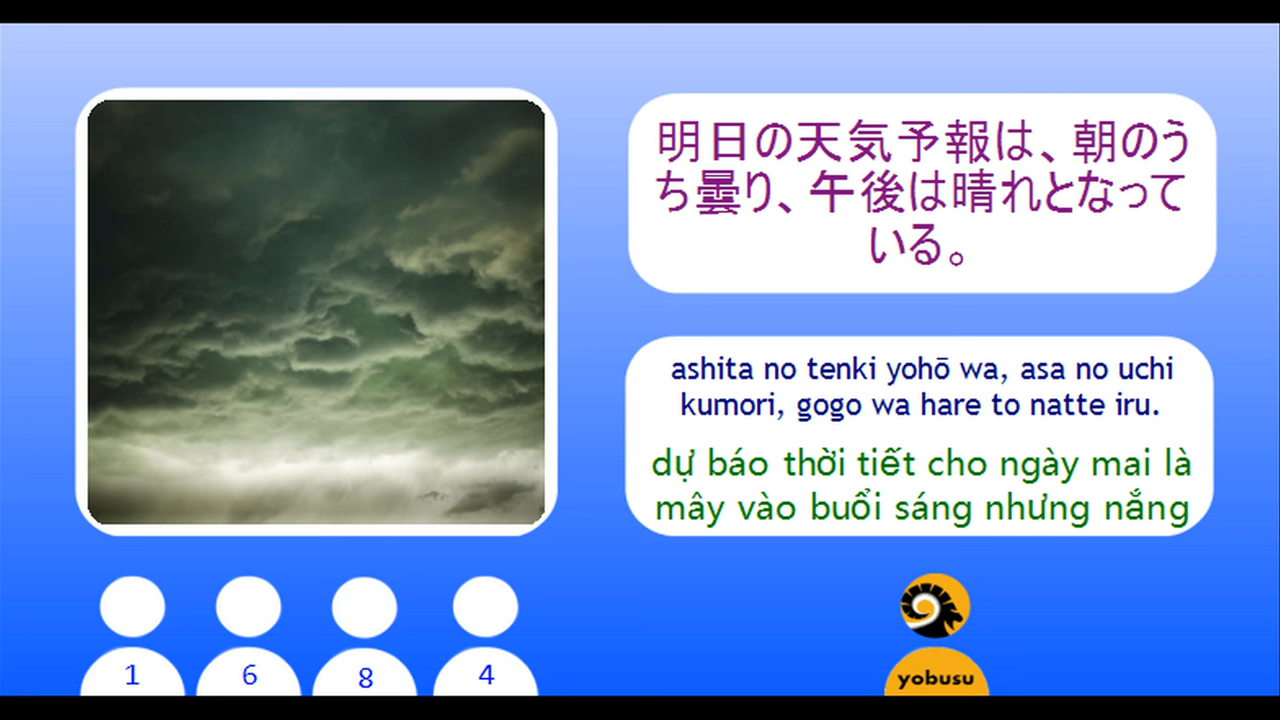 明日の天気予報は、朝のう
ち曇り、午後は晴れとなって
いる。
ashita no tenki yohō wa, asa no uchi
kumori, gogo wa hare to natte iru.
dự báo thời tiết cho ngày mai là
mây vào buổi sáng nhưng nắng
1 6 8 4
yobusu